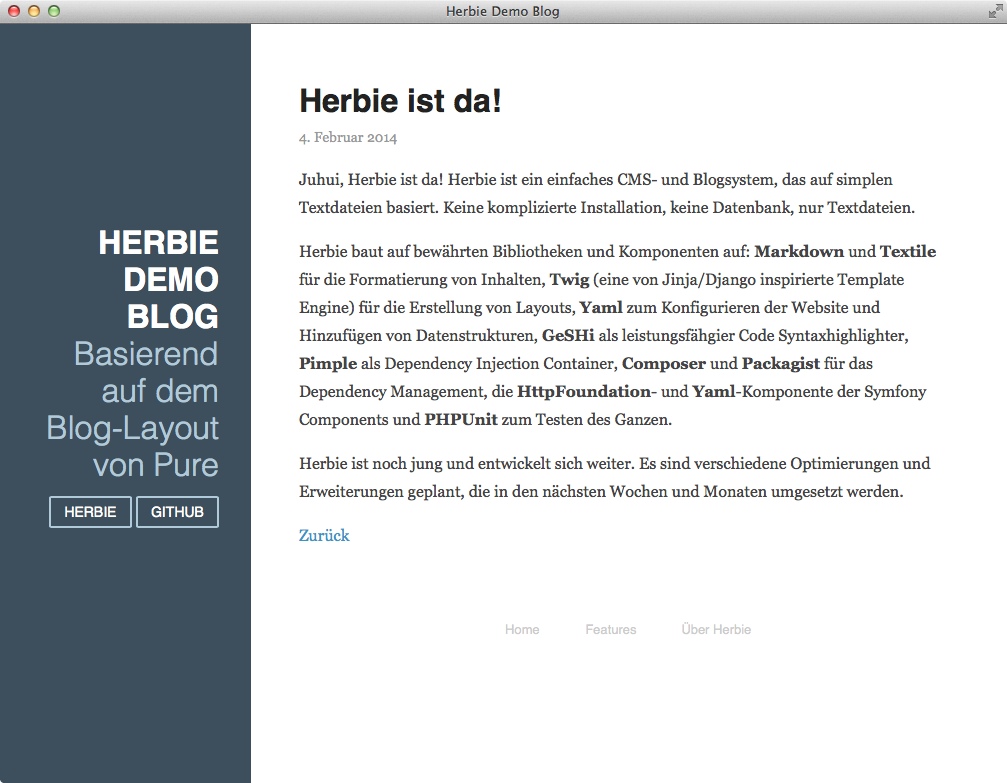 Herbie Demo Blog
HERBIE
DEMO
BLOG
Basierend
auf dem
Blog-Layout
von Pure
HERBIE GITHUB
Herbie ist da!
4. Februar 2014
Juhui, Herbie ist da! Herbie ist ein einfaches CMS- und Blogsystem, das auf simplen
Textdateien basiert. Keine komplizierte Installation, keine Datenbank, nur Textdateien.
Herbie baut auf bewährten Bibliotheken und Komponenten auf: Markdown und Textile
für die Formatierung von Inhalten, Twig (eine von Jinja/Django inspirierte Template
Engine) für die Erstellung von Layouts, Yaml zum Konfigurieren der Website und
Hinzufügen von Datenstrukturen, GeSHi als leistungsfähgier Code Syntaxhighlighter,
Pimple als Dependency Injection Container, Composer und Packagist für das
Dependency Management, die HttpFoundation- und Yaml-Komponente der Symfony
Components und PHPUnit zum Testen des Ganzen.
Herbie ist noch jung und entwickelt sich weiter. Es sind verschiedene Optimierungen und
Erweiterungen geplant, die in den nächsten Wochen und Monaten umgesetzt werden.
Zurück
Home Features Über Herbie